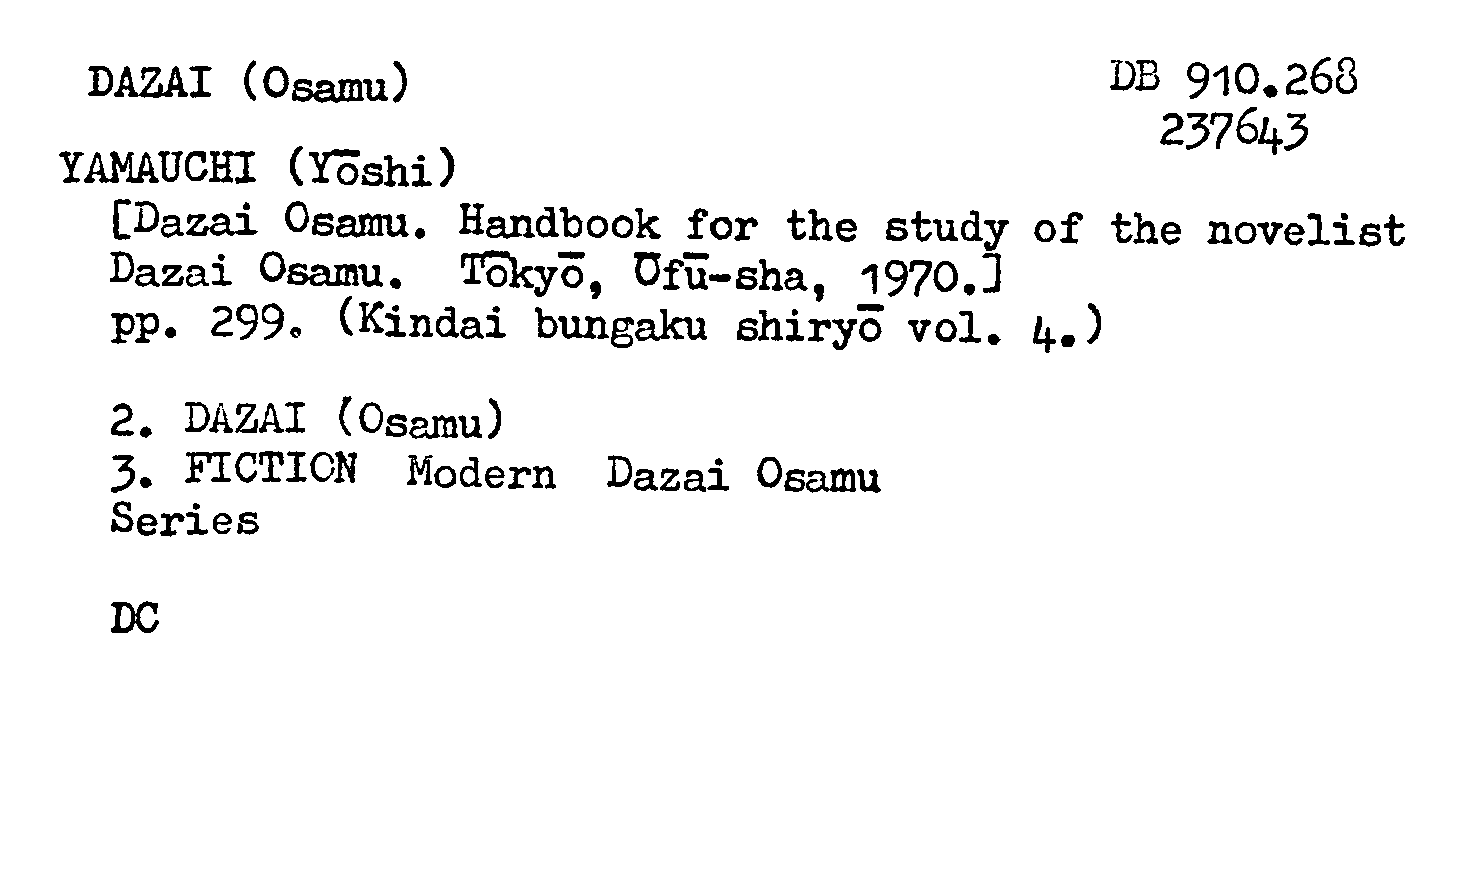 DAZAI (Osamu)
DB 910.268
237643
YAMAUCHI (Yōshi)
[Dazai Osamu. Handbook for the study of the novelist
Dazai Osamu. Tōkyō, Ōfū-sha, 1970.]
pp. 299. (Kindai bungaku shiryō vol. 4.)
2. DAZAI (Osamu)
3. FICTION Modern Dazai Osamu
Series
DC